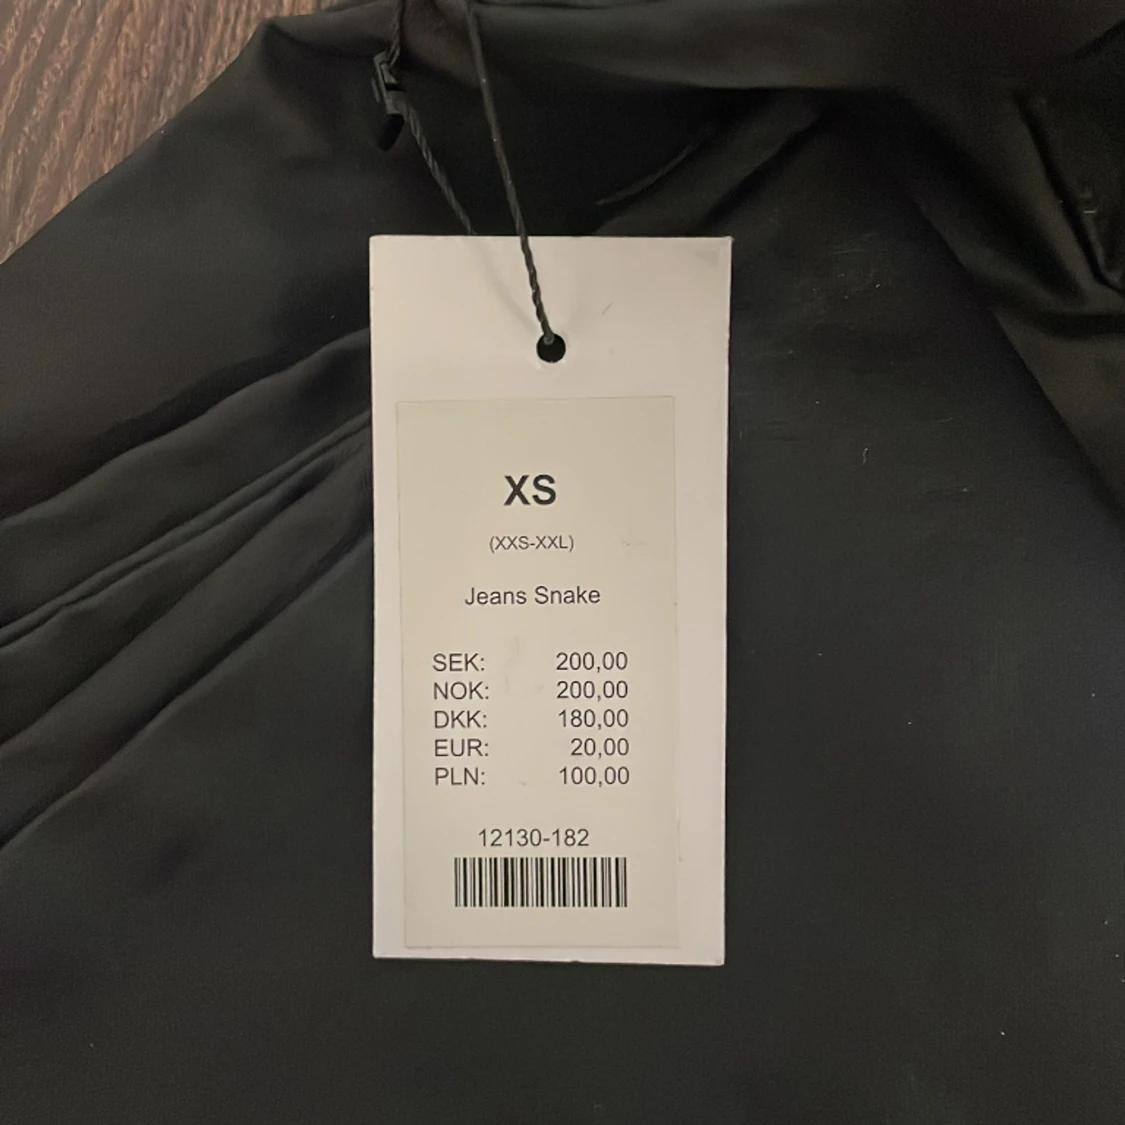 XS
(XXS-XXL)
Jeans Snake
SEK: 200,00
NOK: 200,00
DKK: 180,00
EUR: 20,00
PLN: 100,00
12130-182